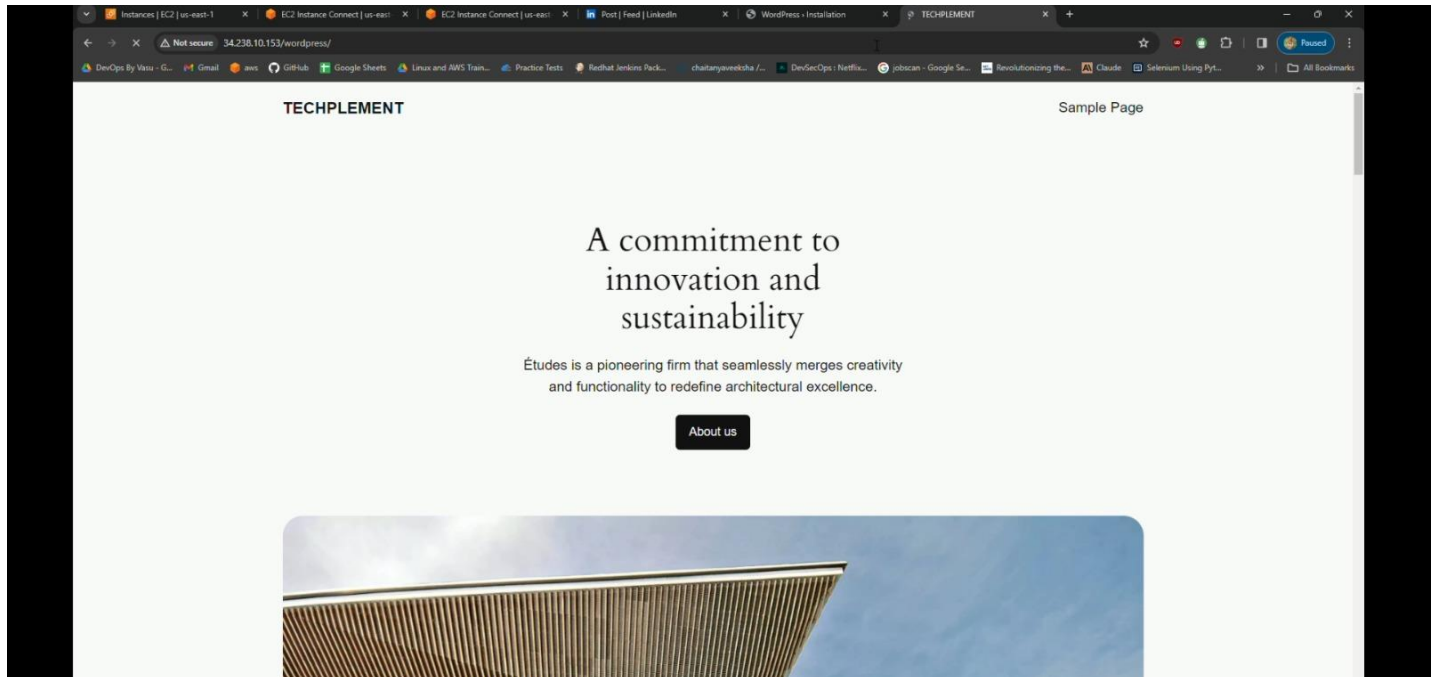 Instances | EC2 | us-east-1
EC2 Instance Connect | us-east
EC2 Instance Connect | us-east
Post | Feed | LinkedIn
WordPress › Installation
TECHPLEMENT
Not secure 34.238.10.153/wordpress/
Paused
DevOps By Vasu - G...
Gmail
aws
GitHub
Google Sheets
Linux and AWS Train...
Practice Tests
Redhat Jenkins Pack...
chaitanyaveeksha /...
DevSecOps : Netflix...
jobscan - Google Se...
Revolutionizing the...
Claude
Selenium Using Pyt...
All Bookmarks
TECHPLEMENT
Sample Page
A commitment to
innovation and
sustainability
Études is a pioneering firm that seamlessly merges creativity
and functionality to redefine architectural excellence.
About us